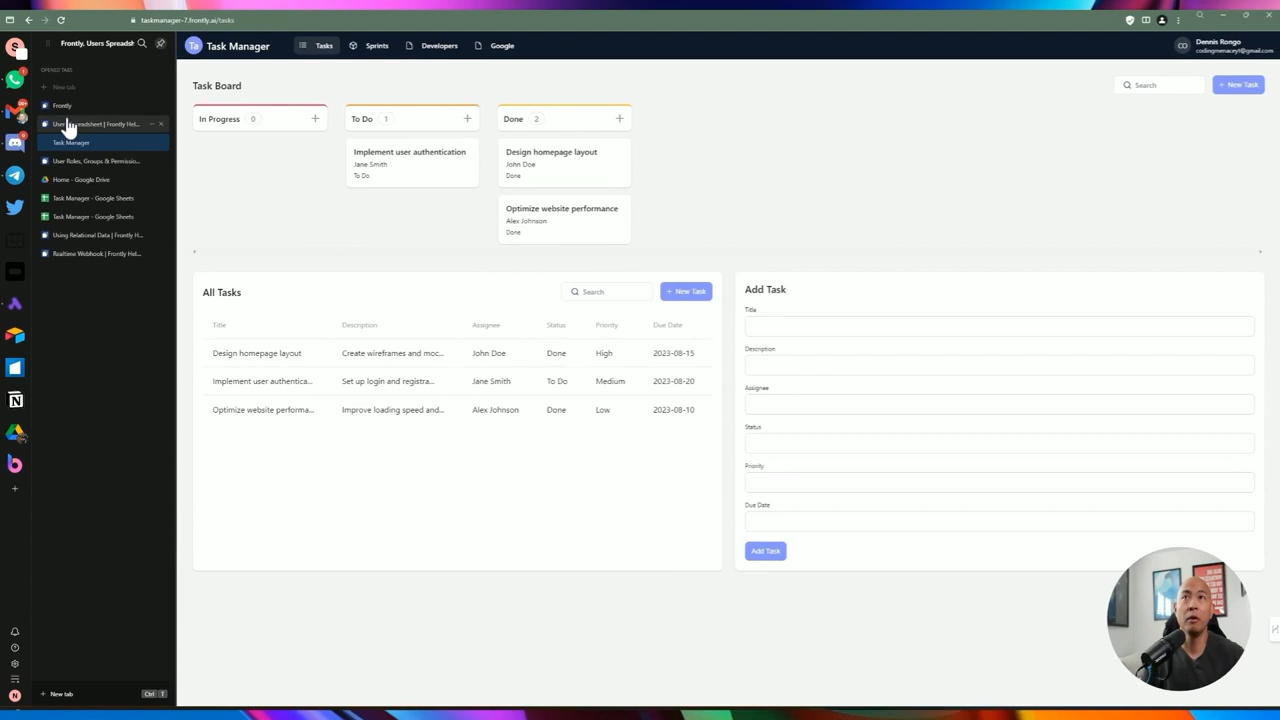 taskmanager-7.frontly.ai/tasks
Frontly, Users Spreadsh
OPENED TABS
New tab
Frontly
User Spreadsheet | Frontly Hel...
Task Manager
User Roles, Groups & Permissio...
Home - Google Drive
Task Manager - Google Sheets
Task Manager - Google Sheets
Using Relational Data | Frontly H...
Realtime Webhook | Frontly Hel...
New tab
Ctrl
T
Ta
Task Manager
Tasks
Sprints
Developers
Google
CO
Dennis Rongo
codingmenacey1@gmail.com
Task Board
Search
+ New Task
In Progress 0
To Do 1
Done 2
Implement user authentication
Jane Smith
To Do
Design homepage layout
John Doe
Done
Optimize website performance
Alex Johnson
Done
All Tasks
Search
+ New Task
Title Description Assignee Status Priority Due Date
Design homepage layout Create wireframes and moc... John Doe Done High 2023-08-15
Implement user authentica... Set up login and registra... Jane Smith To Do Medium 2023-08-20
Optimize website performa... Improve loading speed and... Alex Johnson Done Low 2023-08-10
Add Task
Title
Description
Assignee
Status
Priority
Due Date
Add Task